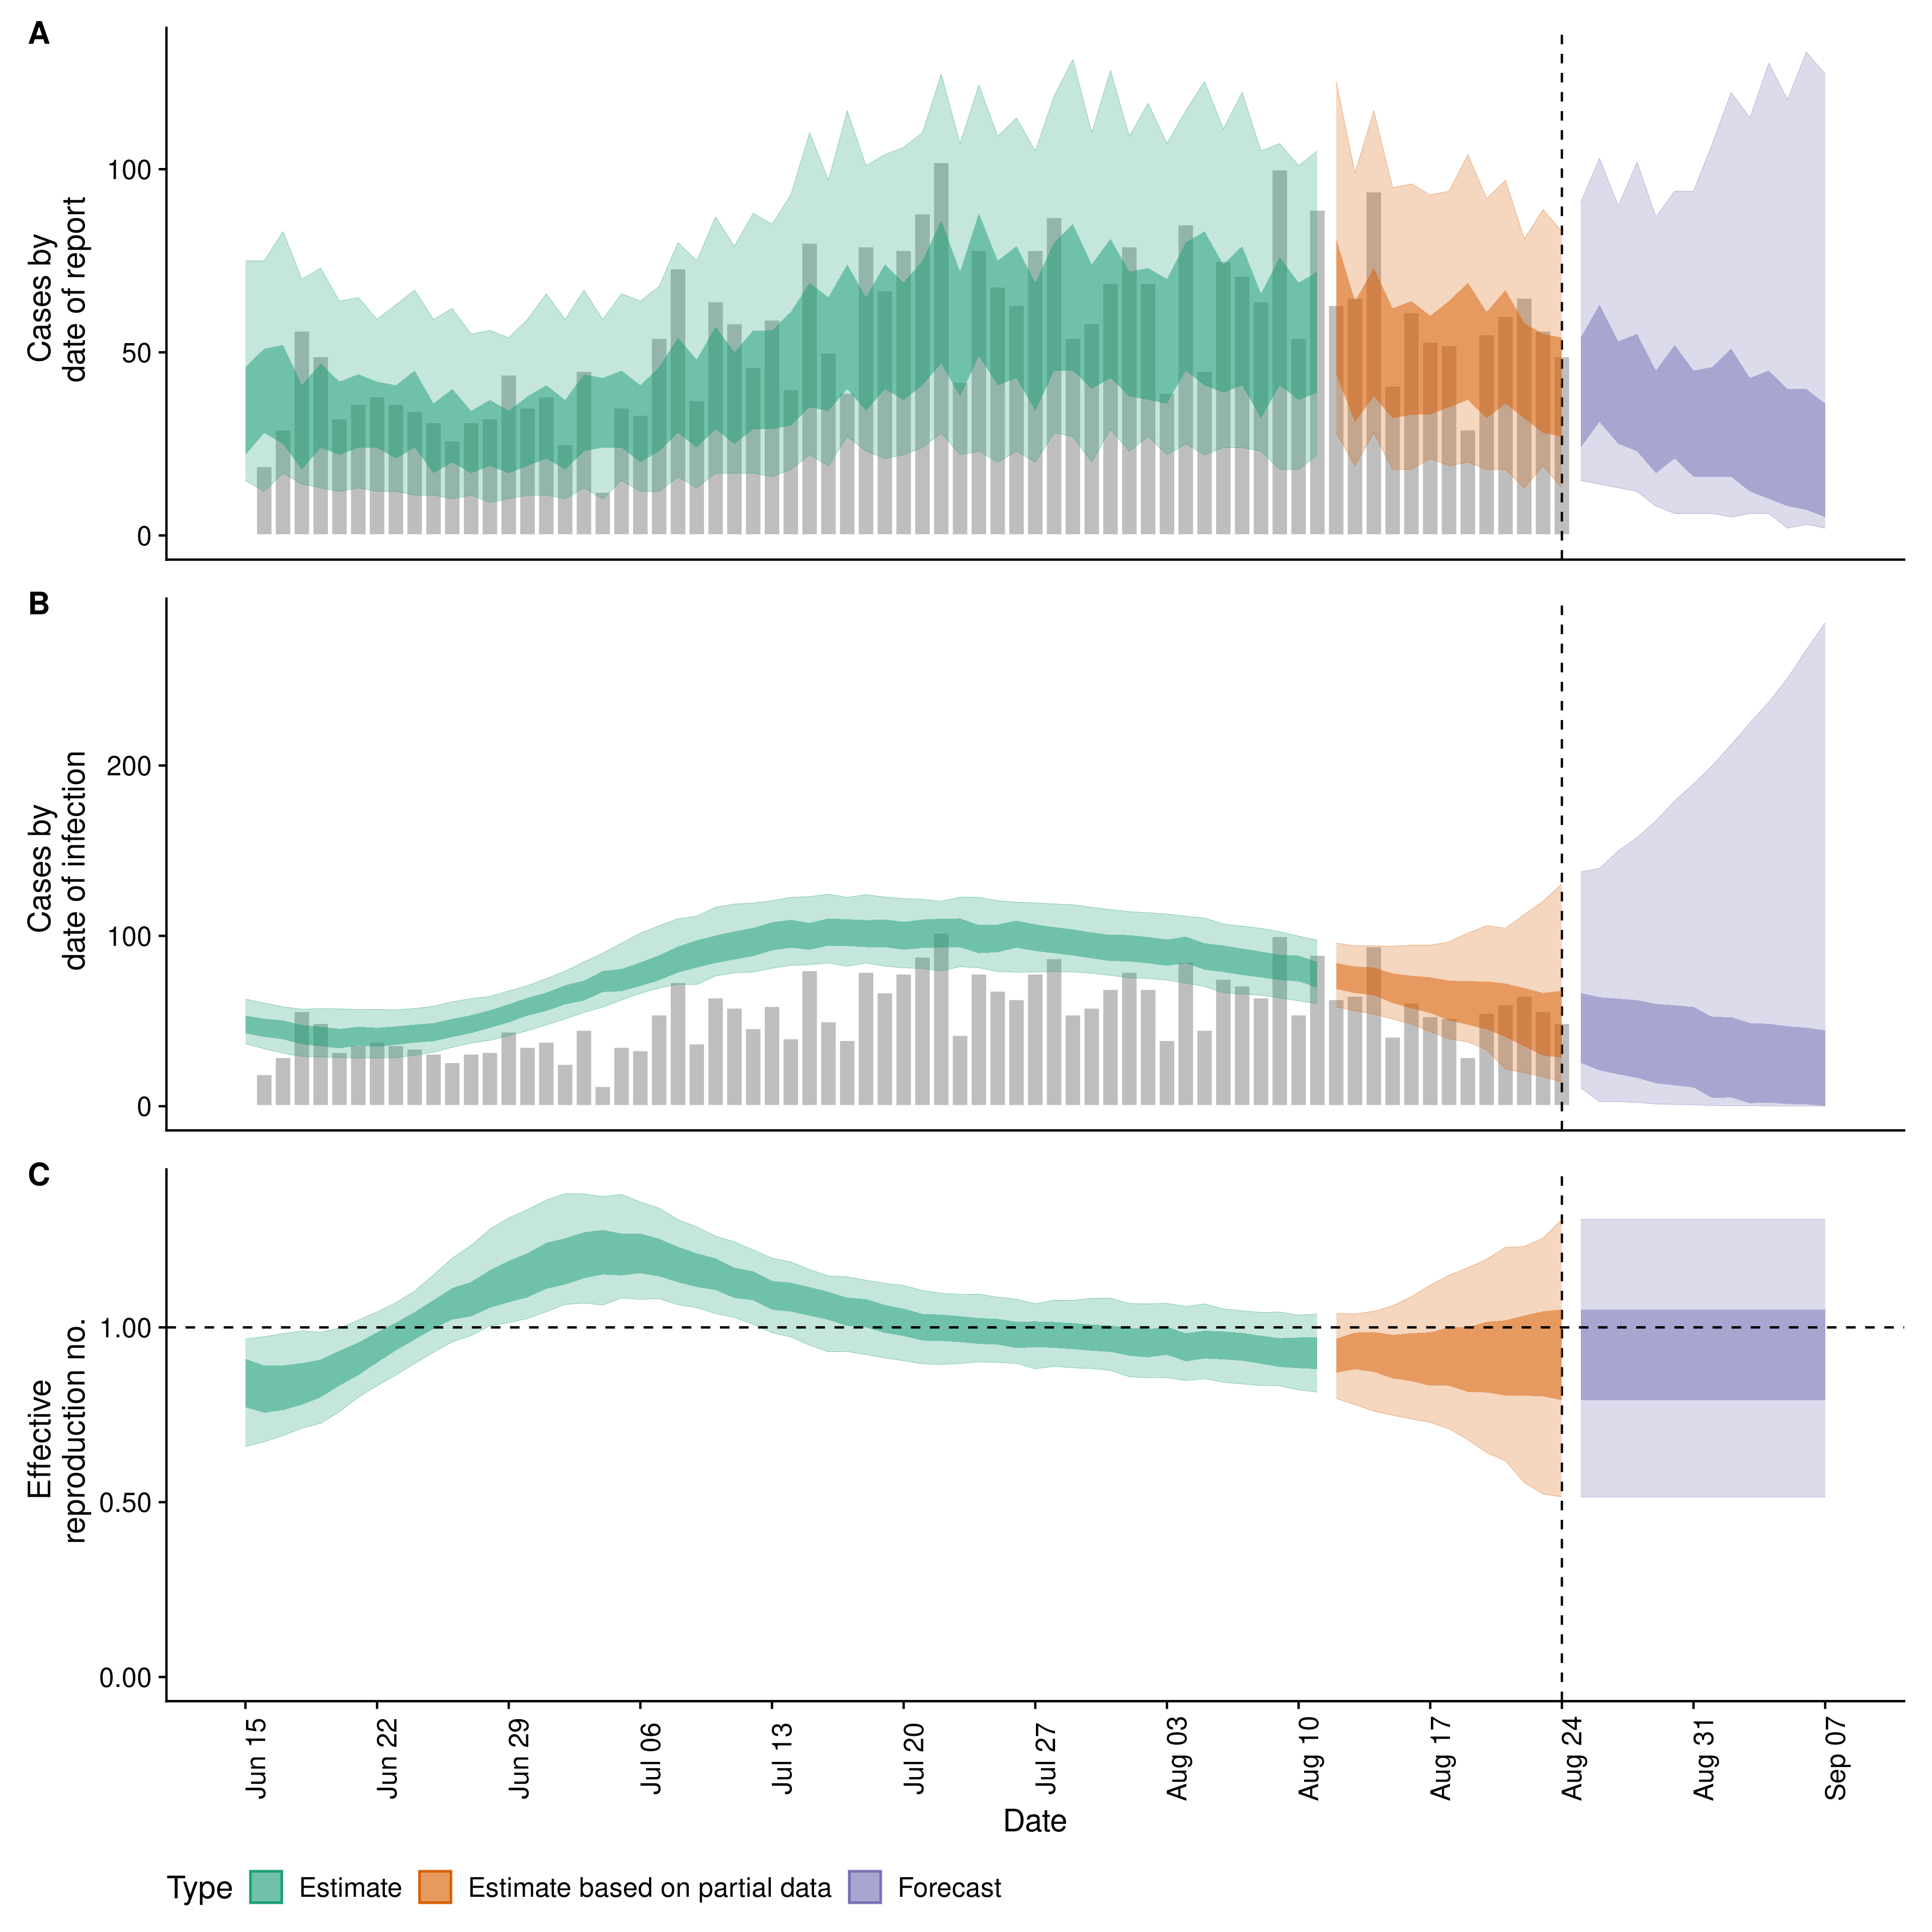 A
Cases by
date of report
100
50
0
B
Cases by
date of infection
200
100
0
C
Effective
reproduction no.
1.00
0.50
0.00
Jun 15
Jun 22
Jun 29
Jul 06
Jul 13
Jul 20
Jul 27
Aug 03
Aug 10
Aug 17
Aug 24
Aug 31
Sep 07
Date
Type Estimate Estimate based on partial data Forecast